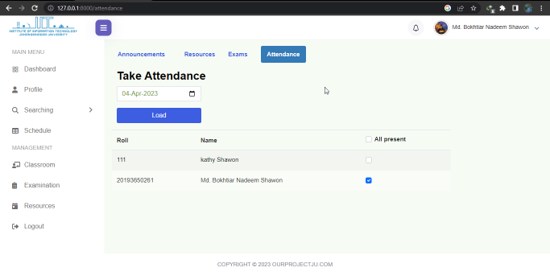 127.0.0.1:8000/attendance
INSTITUTE OF INFORMATION TECHNOLOGY
JAHANGIRNAGAR UNIVERSITY
Md. Bokhtiar Nadeem Shawon
MAIN MENU
Dashboard
Profile
Searching
Schedule
MANAGEMENT
Classroom
Examination
Resources
Logout
Announcements Resources Exams Attendance
Take Attendance
04-Apr-2023
Load
Roll Name All present
111 kathy Shawon
20193650261 Md. Bokhtiar Nadeem Shawon
COPYRIGHT © 2023 OURPROJECTJU.COM